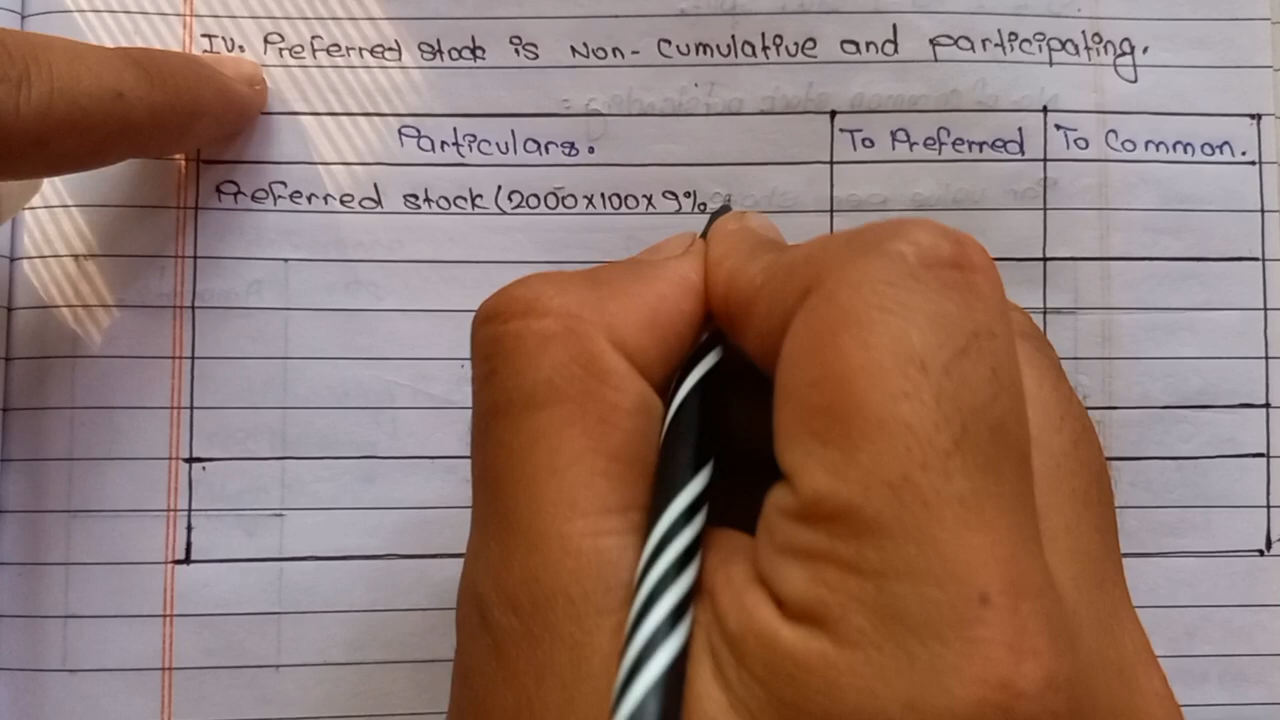 IV. Preferred stock is Non-cumulative and participating.
Particulars. To Preferred To Common.
Preferred stock (2000x100x9%